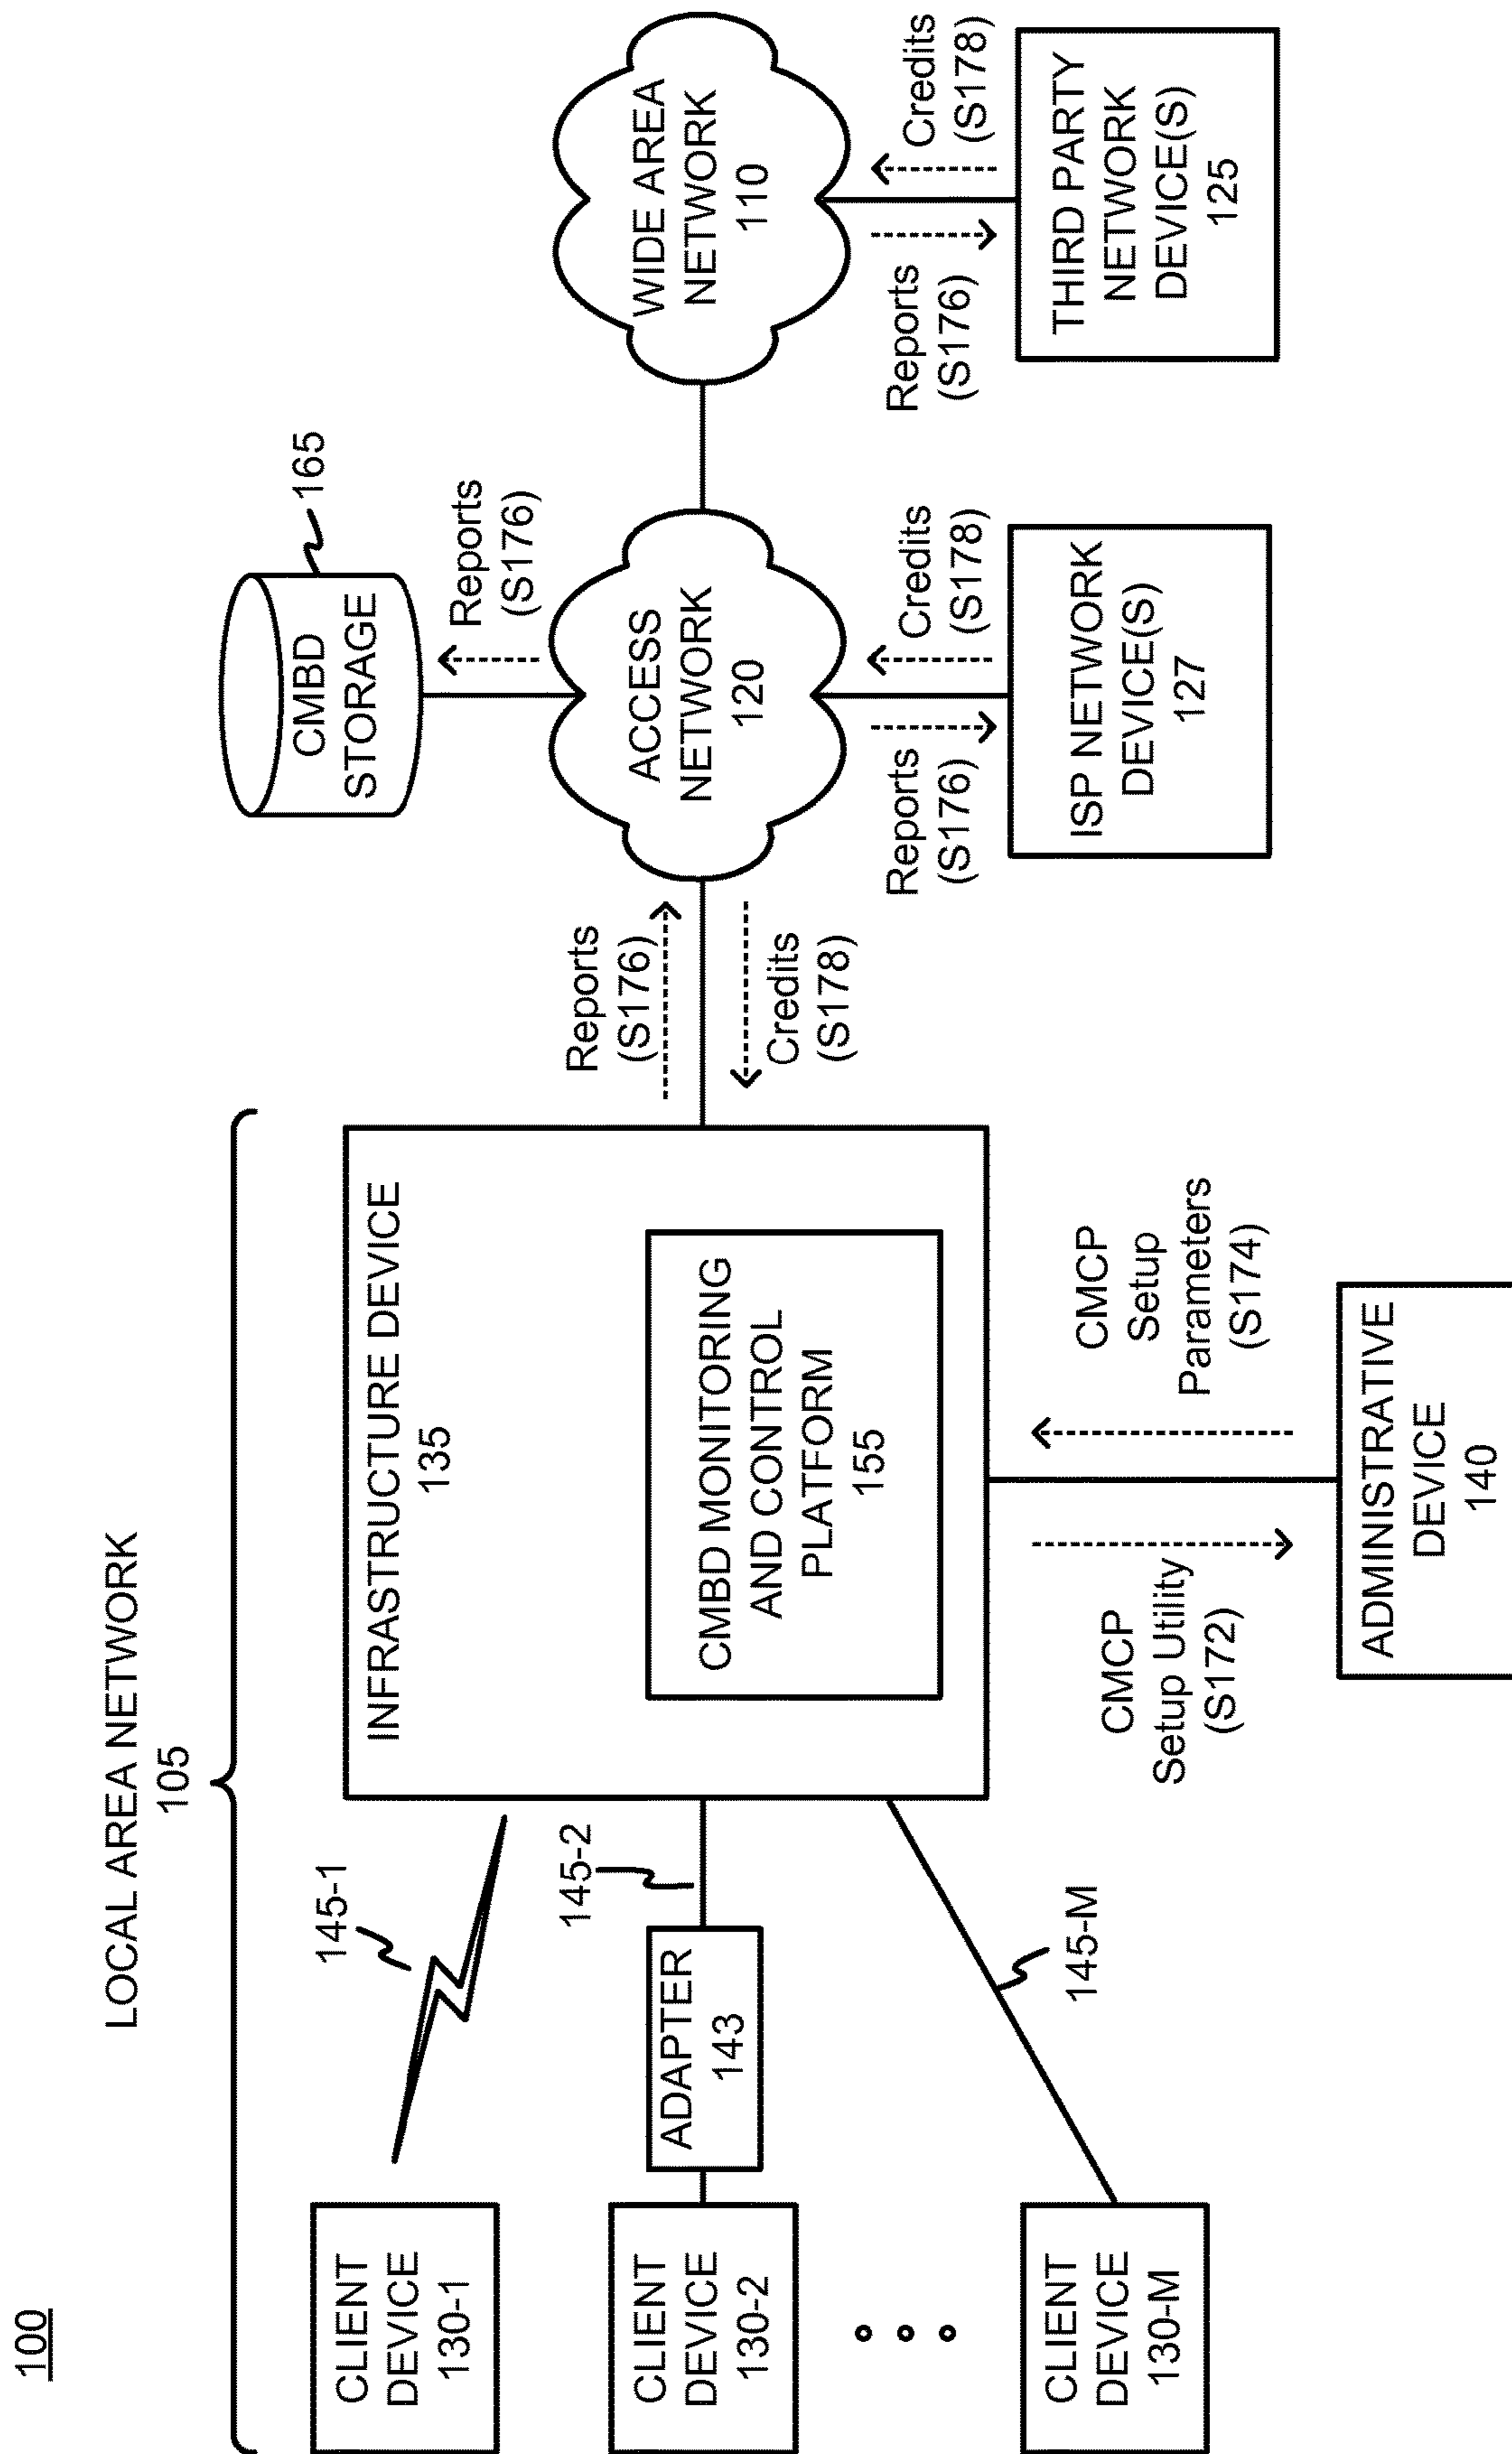 100
LOCAL AREA NETWORK
105
CLIENT
DEVICE
130-1
145-1
CLIENT
DEVICE
130-2
ADAPTER
143
145-2
CLIENT
DEVICE
130-M
145-M
INFRASTRUCTURE DEVICE
135
CMBD MONITORING
AND CONTROL
PLATFORM
155
CMCP
Setup Utility
(S172)
CMCP
Setup
Parameters
(S174)
ADMINISTRATIVE
DEVICE
140
Reports
(S176)
Credits
(S178)
CMBD
STORAGE
165
Reports
(S176)
ACCESS
NETWORK
120
Reports
(S176)
Credits
(S178)
ISP NETWORK
DEVICE(S)
127
WIDE AREA
NETWORK
110
Reports
(S176)
Credits
(S178)
THIRD PARTY
NETWORK
DEVICE(S)
125